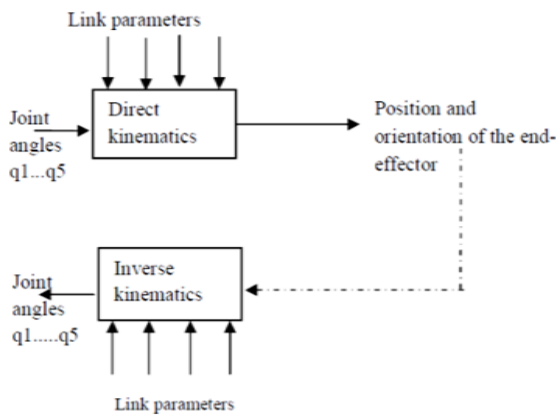 Link parameters
Joint
angles
q1...q5
Direct
kinematics
Position and
orientation of the end-
effector
Joint
angles
q1.....q5
Inverse
kinematics
Link parameters